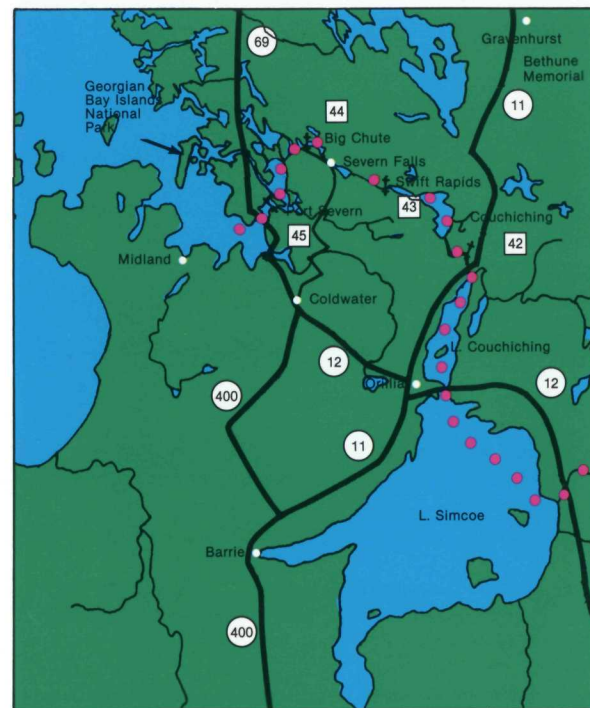 Gravenhurst
69
Bethune
Memorial
Georgian
Bay Islands
National
Park
11
44
Big Chute
Severn Falls
Swift Rapids
43
Port Severn
Couchiching
45
42
Midland
Coldwater
L. Couchiching
12
Orillia
12
400
11
L. Simcoe
Barrie
400